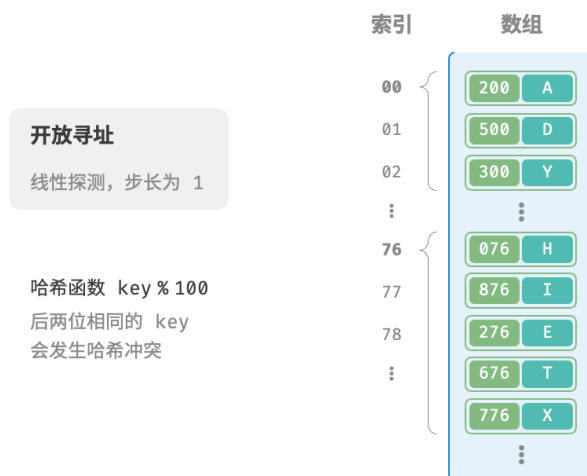 索引 数组
00 200 A
01 500 D
02 300 Y
开放寻址
线性探测，步长为 1
76 076 H
77 876 I
78 276 E
676 T
776 X
哈希函数 key % 100
后两位相同的 key
会发生哈希冲突